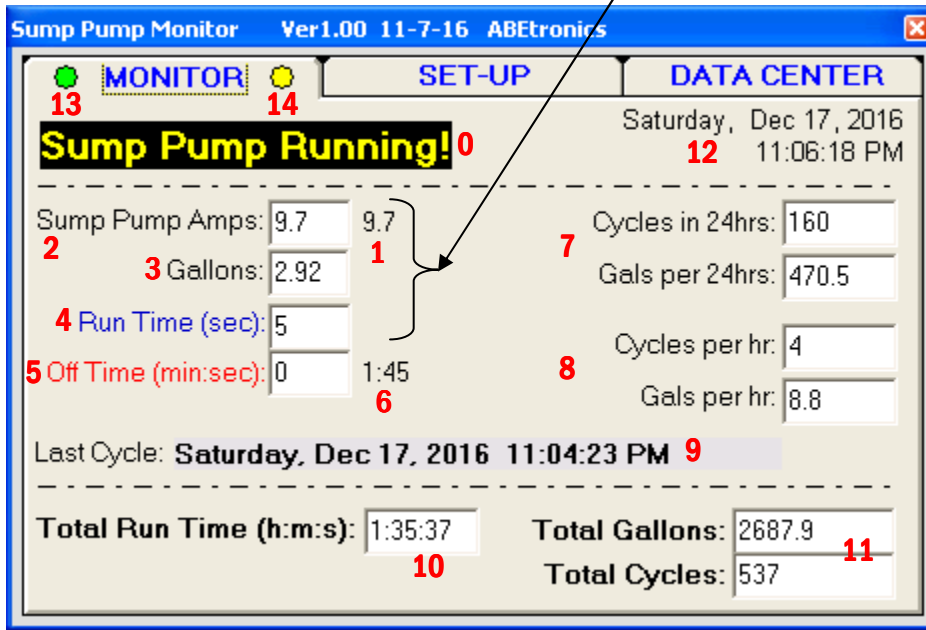 Sump Pump Monitor Ver1.00 11-7-16 ABEtronics
MONITOR SET-UP DATA CENTER
13 14
Sump Pump Running! 0
Saturday, Dec 17, 2016
12 11:06:18 PM
Sump Pump Amps: 9.7 9.7
2 1
3 Gallons: 2.92
4 Run Time (sec): 5
5 Off Time (min:sec): 0 1:45
6
Cycles in 24hrs: 160
7
Gals per 24hrs: 470.5
Cycles per hr: 4
8
Gals per hr: 8.8
Last Cycle: Saturday, Dec 17, 2016 11:04:23 PM 9
Total Run Time (h:m:s): 1:35:37
10
Total Gallons: 2687.9
11
Total Cycles: 537